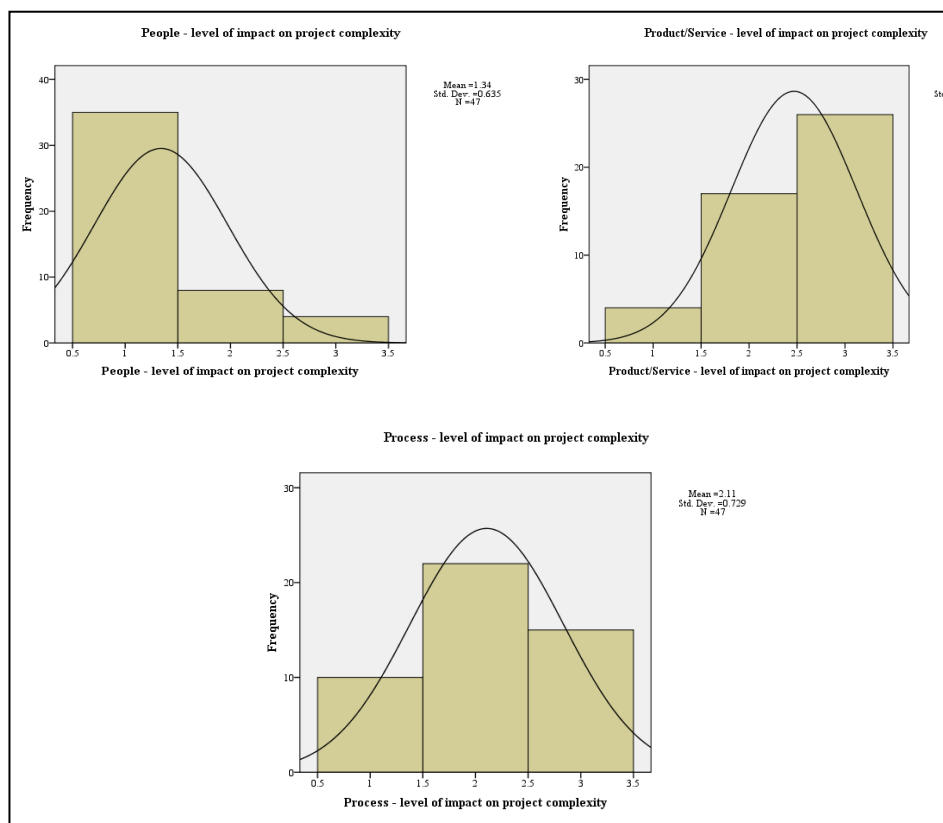 People - level of impact on project complexity
Mean =1.34
Std. Dev. =0.635
N =47
40
30
20
10
0
Frequency
0.5 1 1.5 2 2.5 3 3.5
People - level of impact on project complexity
Product/Service - level of impact on project complexity
St
30
20
10
0
Frequency
0.5 1 1.5 2 2.5 3 3.5
Product/Service - level of impact on project complexity
Process - level of impact on project complexity
Mean =2.11
Std. Dev. =0.729
N =47
30
20
10
0
Frequency
0.5 1 1.5 2 2.5 3 3.5
Process - level of impact on project complexity